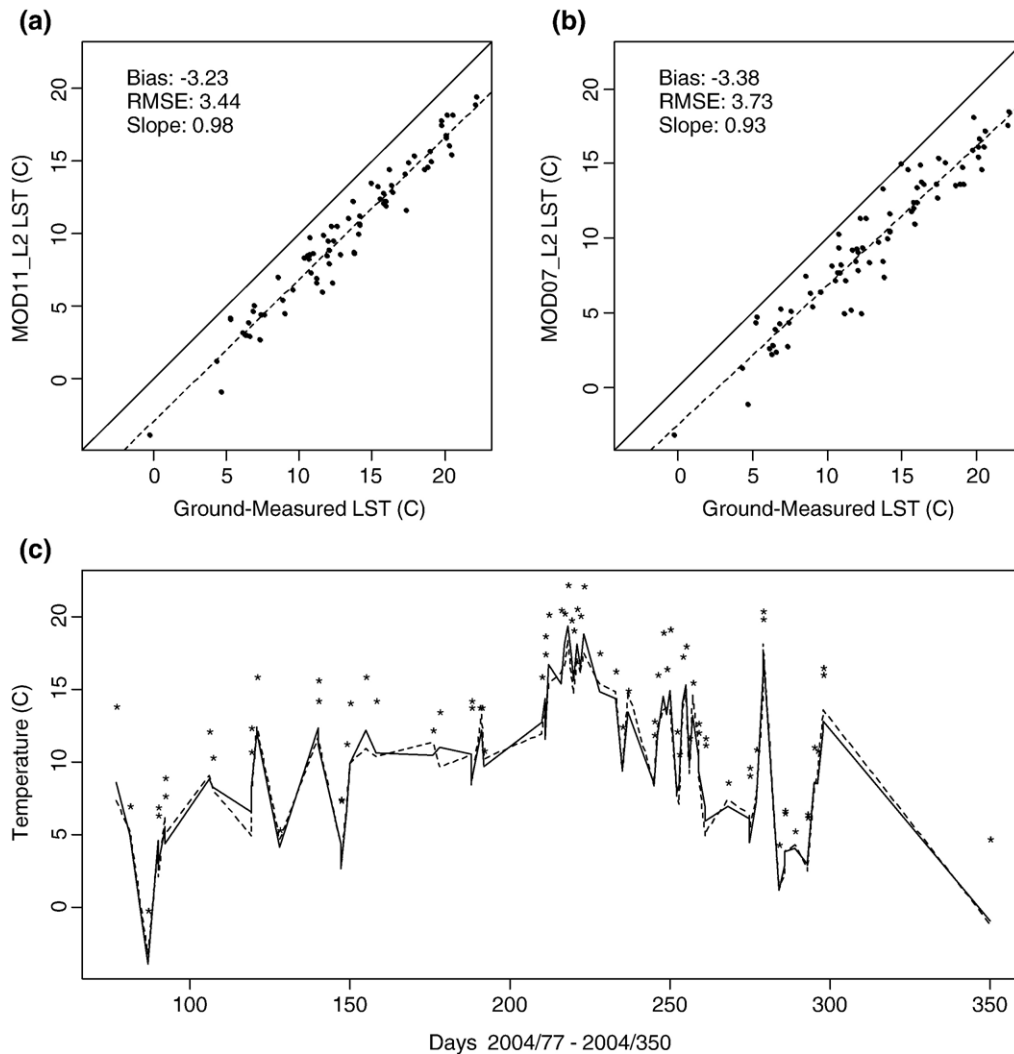 (a)
Bias: -3.23
RMSE: 3.44
Slope: 0.98
MOD11_L2 LST (C)
0 5 10 15 20
0 5 10 15 20
Ground-Measured LST (C)
(b)
Bias: -3.38
RMSE: 3.73
Slope: 0.93
MOD07_L2 LST (C)
0 5 10 15 20
0 5 10 15 20
Ground-Measured LST (C)
(c)
Temperature (C)
0 5 10 15 20
100 150 200 250 300 350
Days 2004/77 - 2004/350